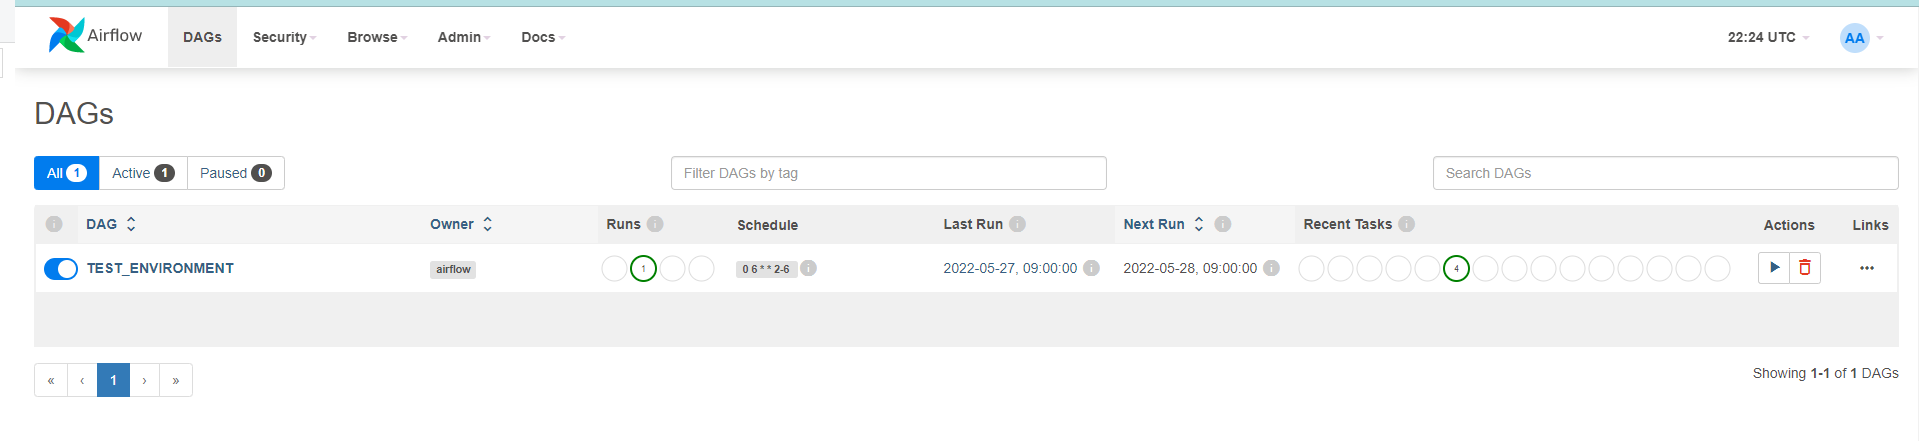 Airflow DAGs Security Browse Admin Docs 22:24 UTC AA
DAGs
All 1 Active 1 Paused 0 Filter DAGs by tag Search DAGs
i DAG Owner Runs i Schedule Last Run i Next Run i Recent Tasks i Actions Links
TEST_ENVIRONMENT airflow 1 0 6 * * 2-6 i 2022-05-27, 09:00:00 i 2022-05-28, 09:00:00 i 4 ...
« ‹ 1 › » Showing 1-1 of 1 DAGs